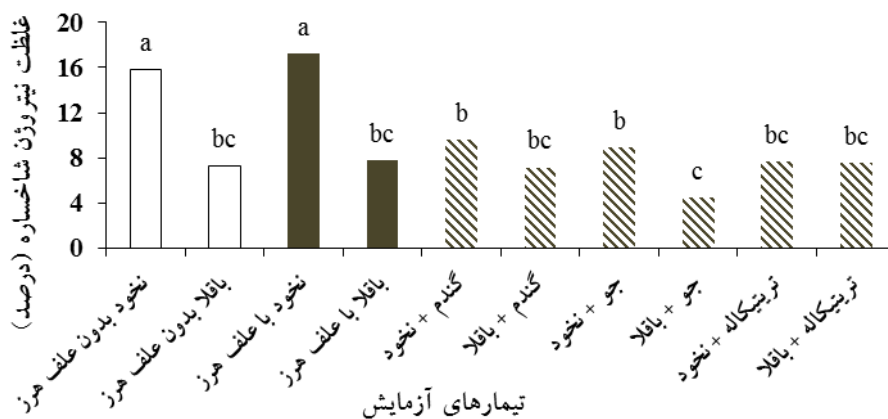 غلظت نیتروژن شاخساره (درصد)
20
16
12
8
4
0
a
bc
a
bc
b
bc
b
c
bc
bc
نخود بدون علف هرز
باقلا بدون علف هرز
نخود با علف هرز
باقلا با علف هرز
گندم + نخود
گندم + باقلا
جو + نخود
جو + باقلا
تریتیکاله + نخود
تریتیکاله + باقلا
تیمارهای آزمایش